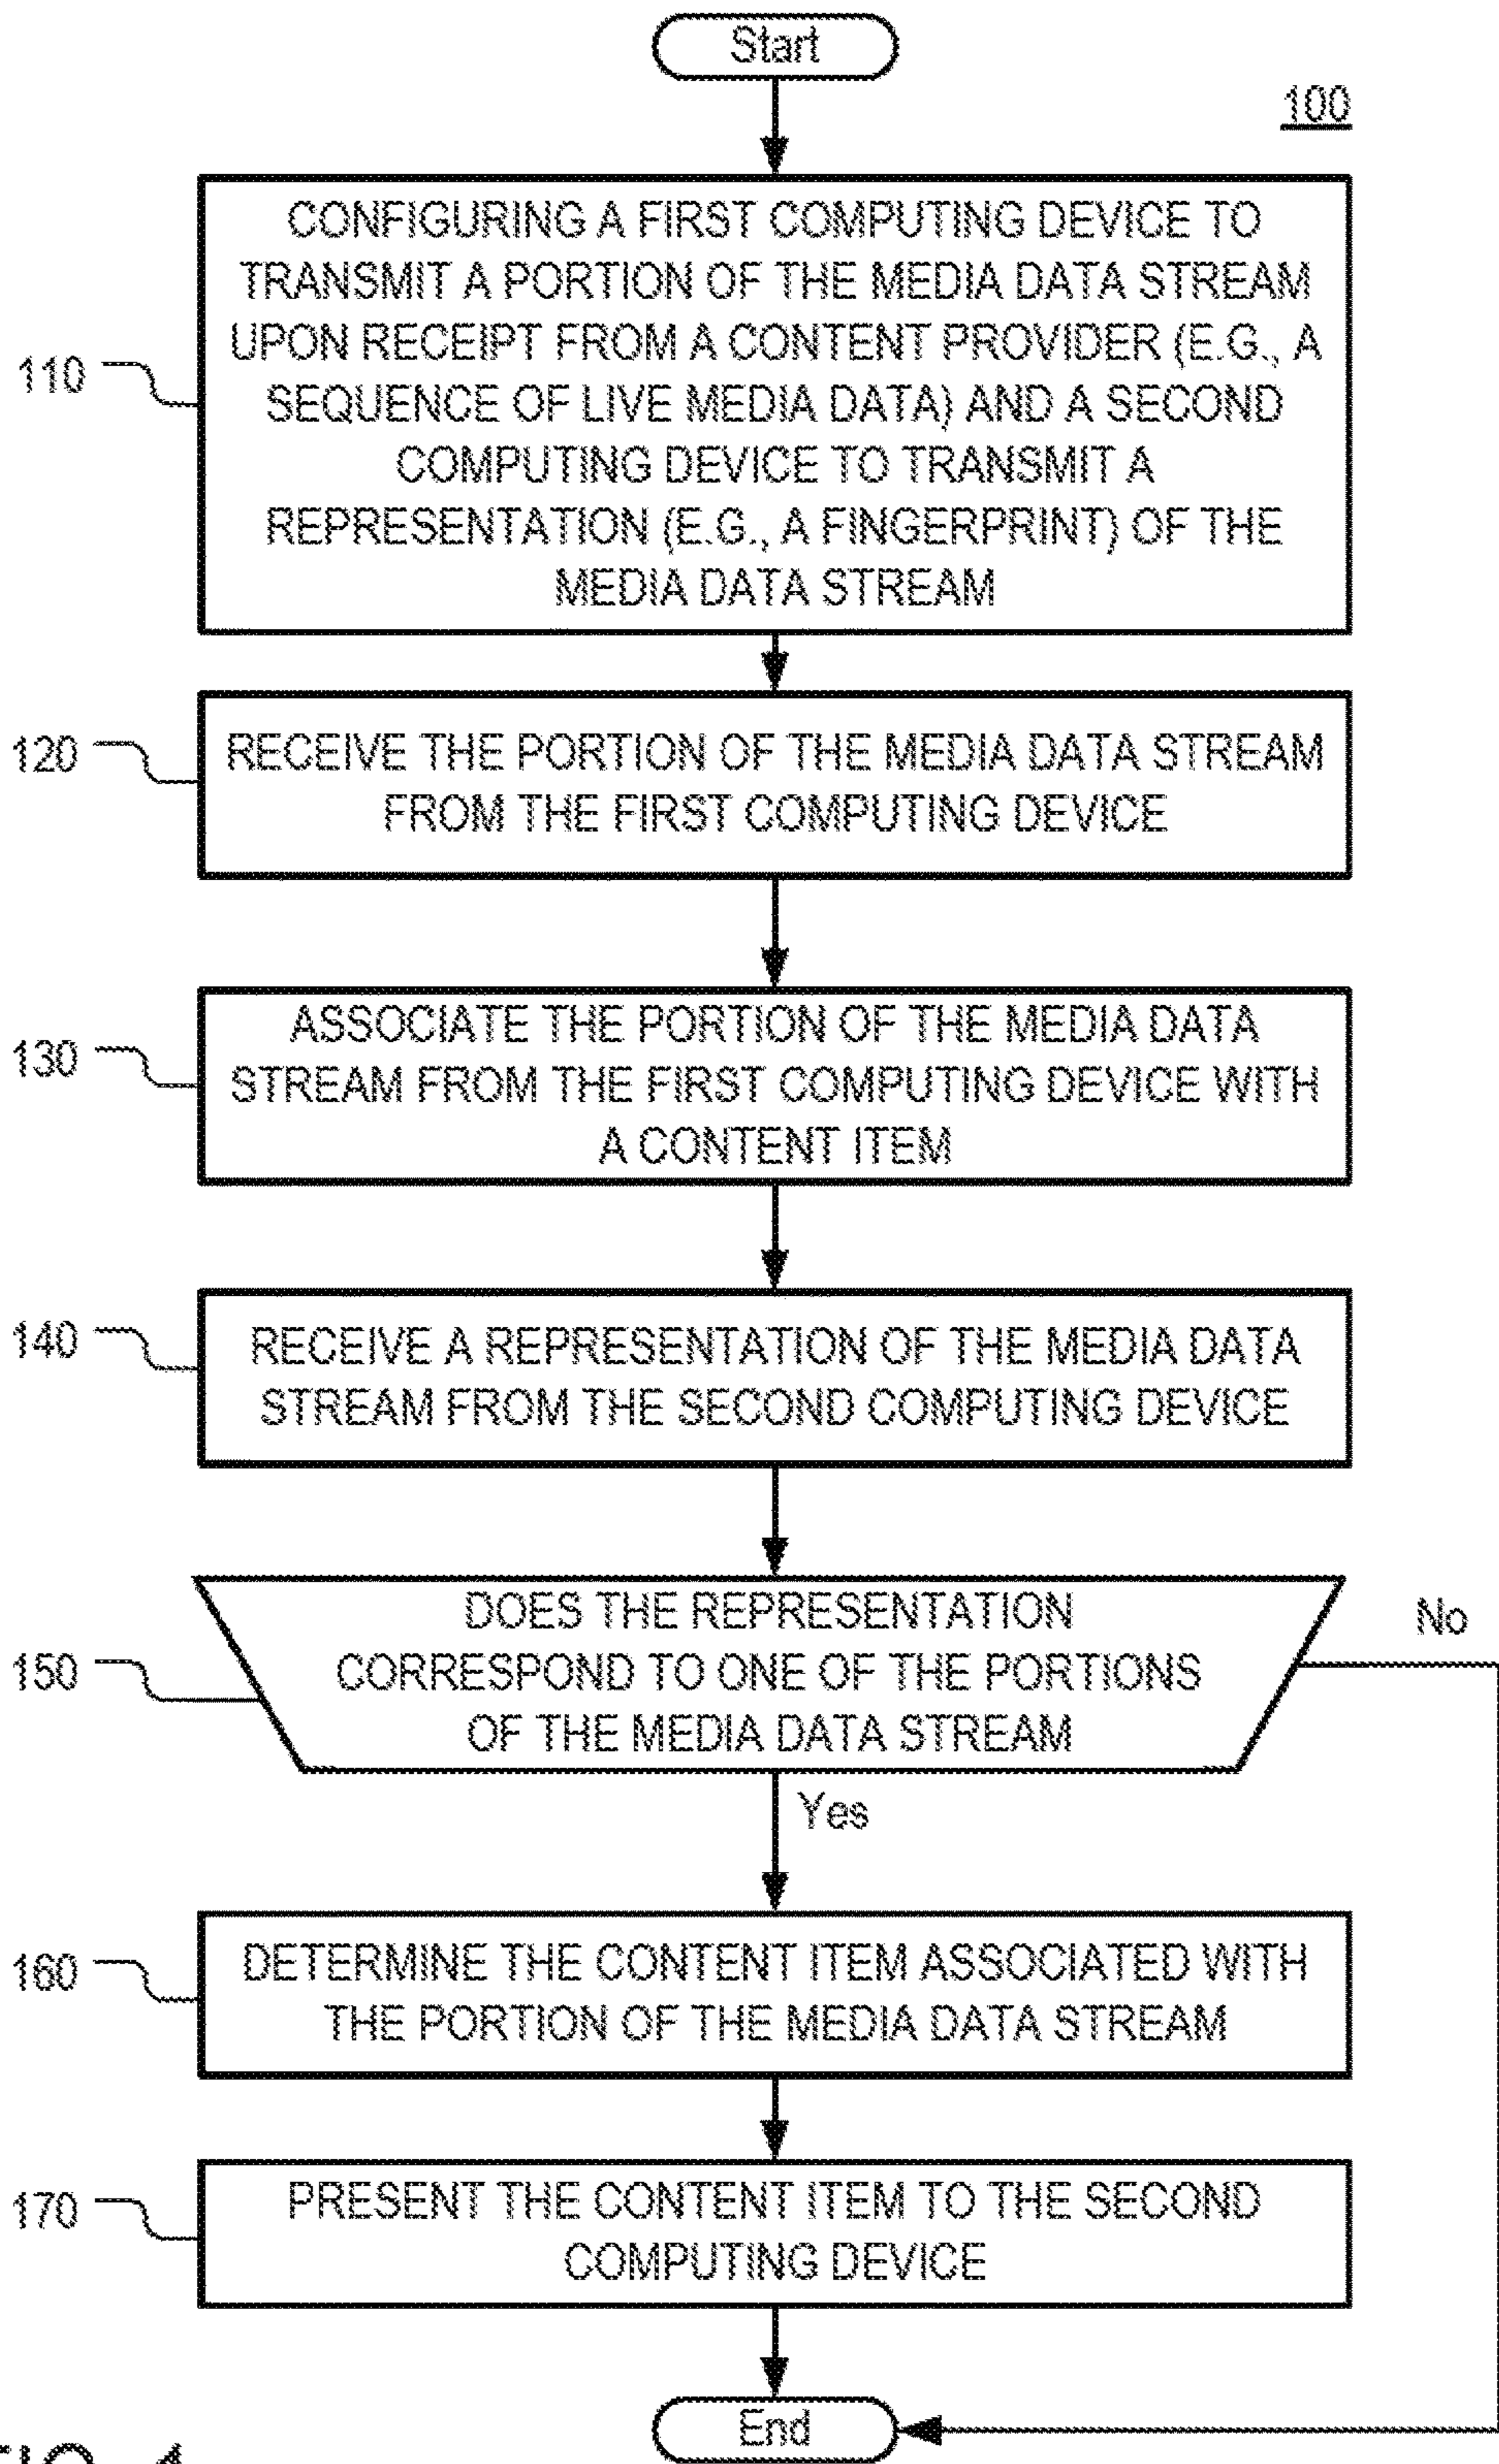 Start
100
CONFIGURING A FIRST COMPUTING DEVICE TO
TRANSMIT A PORTION OF THE MEDIA DATA STREAM
UPON RECEIPT FROM A CONTENT PROVIDER (E.G., A
SEQUENCE OF LIVE MEDIA DATA) AND A SECOND
COMPUTING DEVICE TO TRANSMIT A
REPRESENTATION (E.G., A FINGERPRINT) OF THE
MEDIA DATA STREAM
110
RECEIVE THE PORTION OF THE MEDIA DATA STREAM
FROM THE FIRST COMPUTING DEVICE
120
ASSOCIATE THE PORTION OF THE MEDIA DATA
STREAM FROM THE FIRST COMPUTING DEVICE WITH
A CONTENT ITEM
130
RECEIVE A REPRESENTATION OF THE MEDIA DATA
STREAM FROM THE SECOND COMPUTING DEVICE
140
DOES THE REPRESENTATION
CORRESPOND TO ONE OF THE PORTIONS
OF THE MEDIA DATA STREAM
150
No
Yes
DETERMINE THE CONTENT ITEM ASSOCIATED WITH
THE PORTION OF THE MEDIA DATA STREAM
160
PRESENT THE CONTENT ITEM TO THE SECOND
COMPUTING DEVICE
170
End